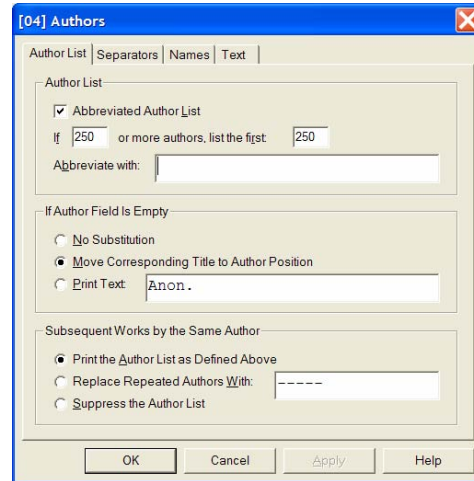 [04] Authors
Author List Separators Names Text
Author List
Abbreviated Author List
If 250 or more authors, list the first: 250
Abbreviate with:
If Author Field Is Empty
No Substitution
Move Corresponding Title to Author Position
Print Text: Anon.
Subsequent Works by the Same Author
Print the Author List as Defined Above
Replace Repeated Authors With: -----
Suppress the Author List
OK Cancel Apply Help